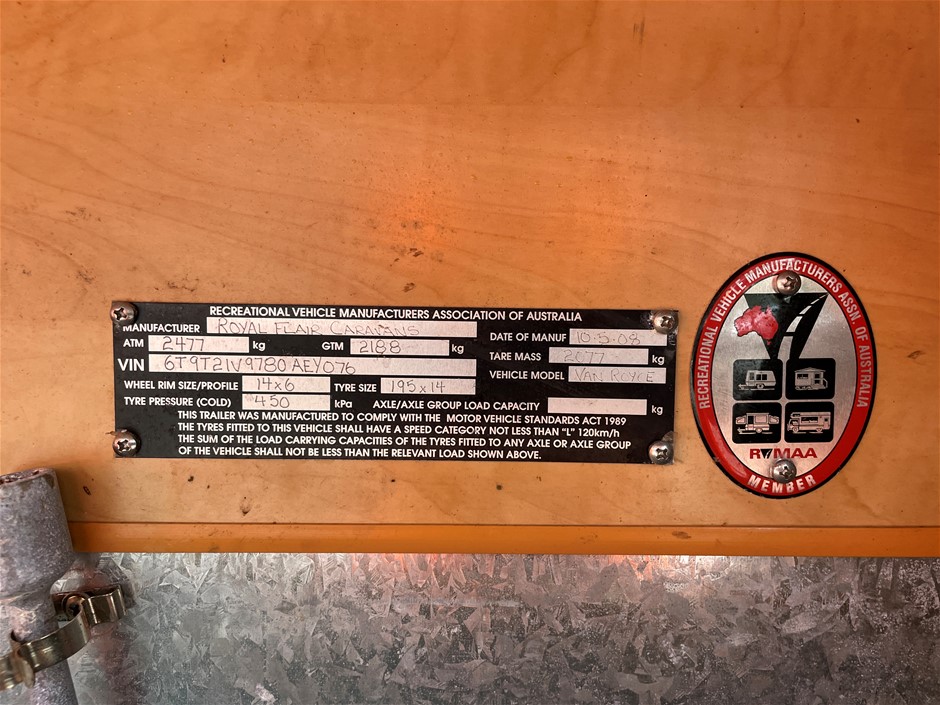 RECREATIONAL VEHICLE MANUFACTURERS ASSOCIATION OF AUSTRALIA
MANUFACTURER ROYAL FLAIR CARAVANS DATE OF MANUF 10-5-08
ATM 2477 kg GTM 2188 kg TARE MASS 2077 kg
VIN 6T9T21V9780AEY076 VEHICLE MODEL VAN ROYCE
WHEEL RIM SIZE/PROFILE 14x6 TYRE SIZE 195x14
TYRE PRESSURE (COLD) 450 kPa AXLE/AXLE GROUP LOAD CAPACITY kg
THIS TRAILER WAS MANUFACTURED TO COMPLY WITH THE MOTOR VEHICLE STANDARDS ACT 1989
THE TYRES FITTED TO THIS VEHICLE SHALL HAVE A SPEED CATEGORY NOT LESS THAN "L" 120km/h
THE SUM OF THE LOAD CARRYING CAPACITIES OF THE TYRES FITTED TO ANY AXLE OR AXLE GROUP
OF THE VEHICLE SHALL NOT BE LESS THAN THE RELEVANT LOAD SHOWN ABOVE.
RECREATIONAL VEHICLE MANUFACTURERS ASSN. OF AUSTRALIA
RVMAA
MEMBER